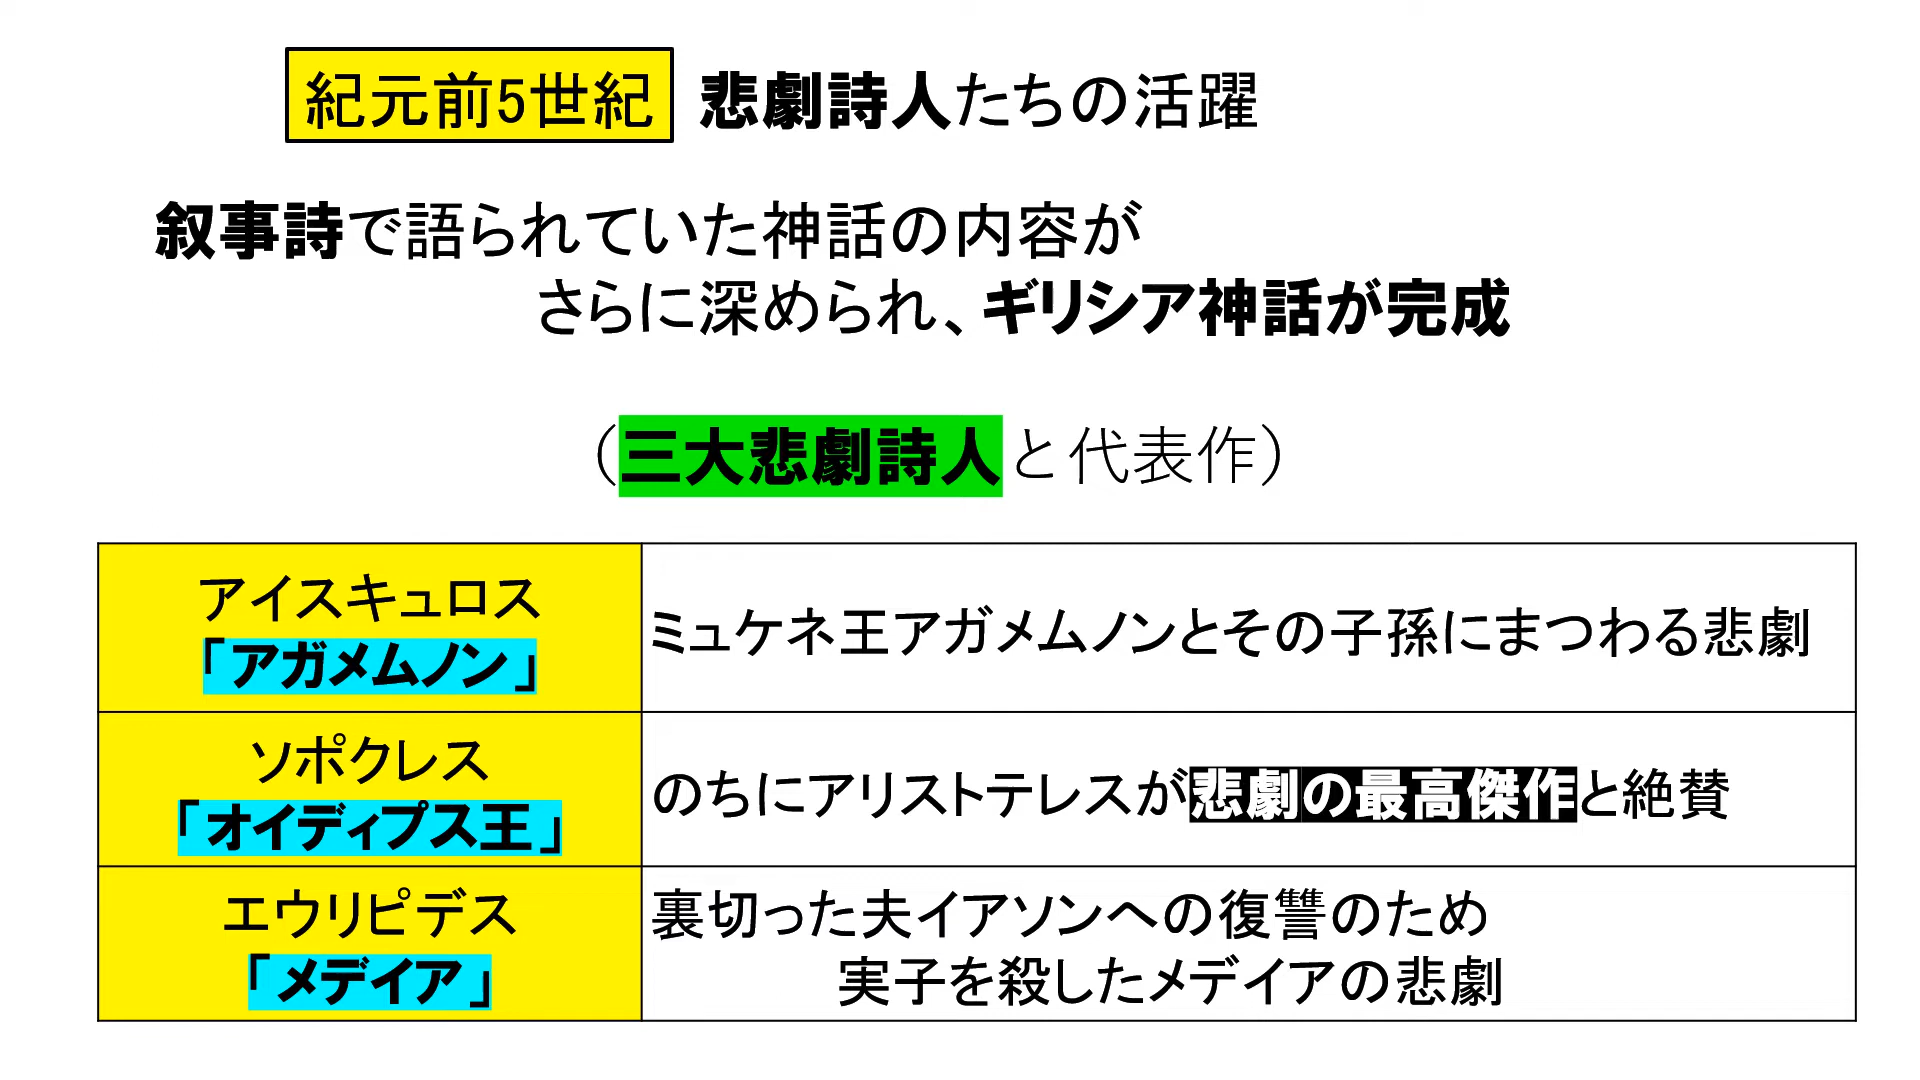 紀元前5世紀 悲劇詩人たちの活躍
叙事詩で語られていた神話の内容が
さらに深められ、ギリシア神話が完成
（三大悲劇詩人と代表作）
アイスキュロス
「アガメムノン」
ミュケネ王アガメムノンとその子孫にまつわる悲劇
ソポクレス
「オイディプス王」
のちにアリストテレスが悲劇の最高傑作と絶賛
エウリピデス
「メデイア」
裏切った夫イアソンへの復讐のため
実子を殺したメデイアの悲劇